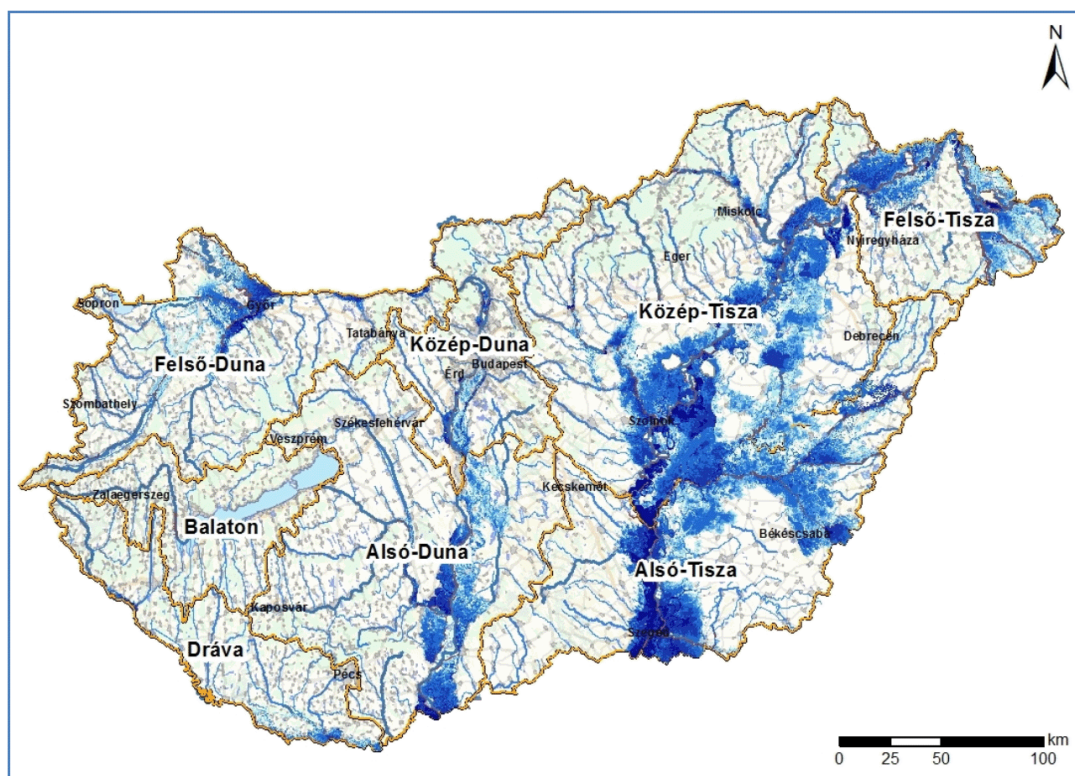 N
Miskolc
Felső-Tisza
Nyíregyháza
Eger
Sopron
Győr
Közép-Tisza
Tatabánya
Közép-Duna
Debrecen
Budapest
Felső-Duna
Érd
Szombathely
Székesfehérvár
Szolnok
Veszprém
Kecskemét
Zalaegerszeg
Balaton
Békéscsaba
Alsó-Duna
Alsó-Tisza
Kaposvár
Szeged
Dráva
Pécs
km
0 25 50 100